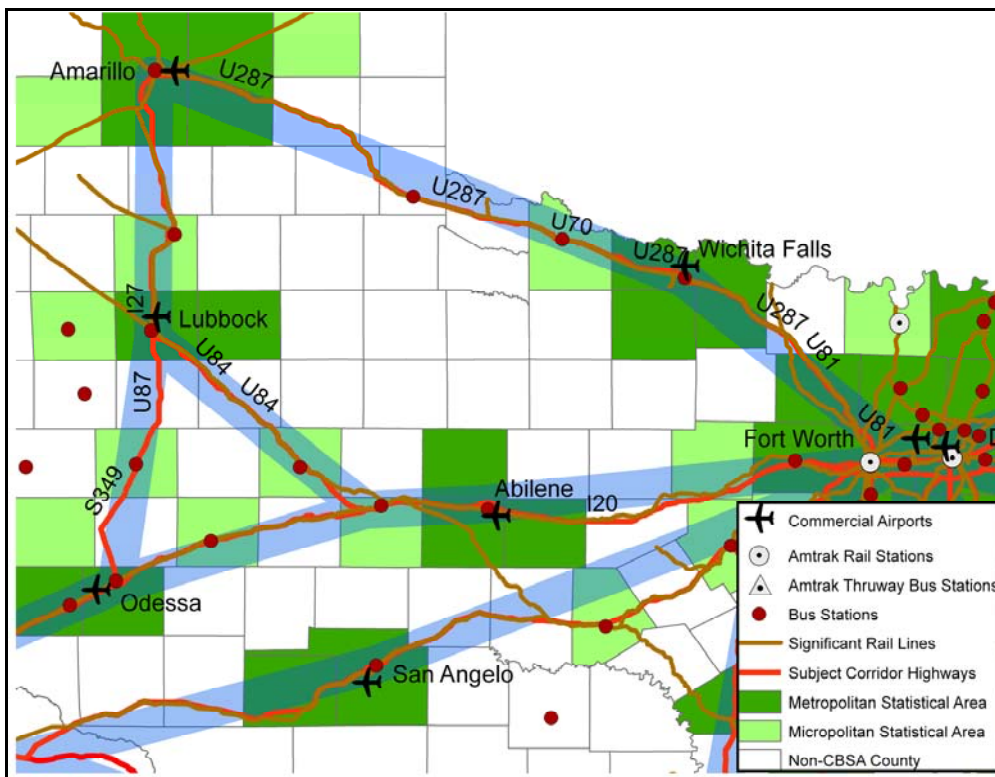 Amarillo
U287
U287
U70
U287
Wichita Falls
I27
Lubbock
U84
U84
U87
U287
U81
U81
Fort Worth
D
S349
Abilene
I20
Odessa
San Angelo
Commercial Airports
Amtrak Rail Stations
Amtrak Thruway Bus Stations
Bus Stations
Significant Rail Lines
Subject Corridor Highways
Metropolitan Statistical Area
Micropolitan Statistical Area
Non-CBSA County